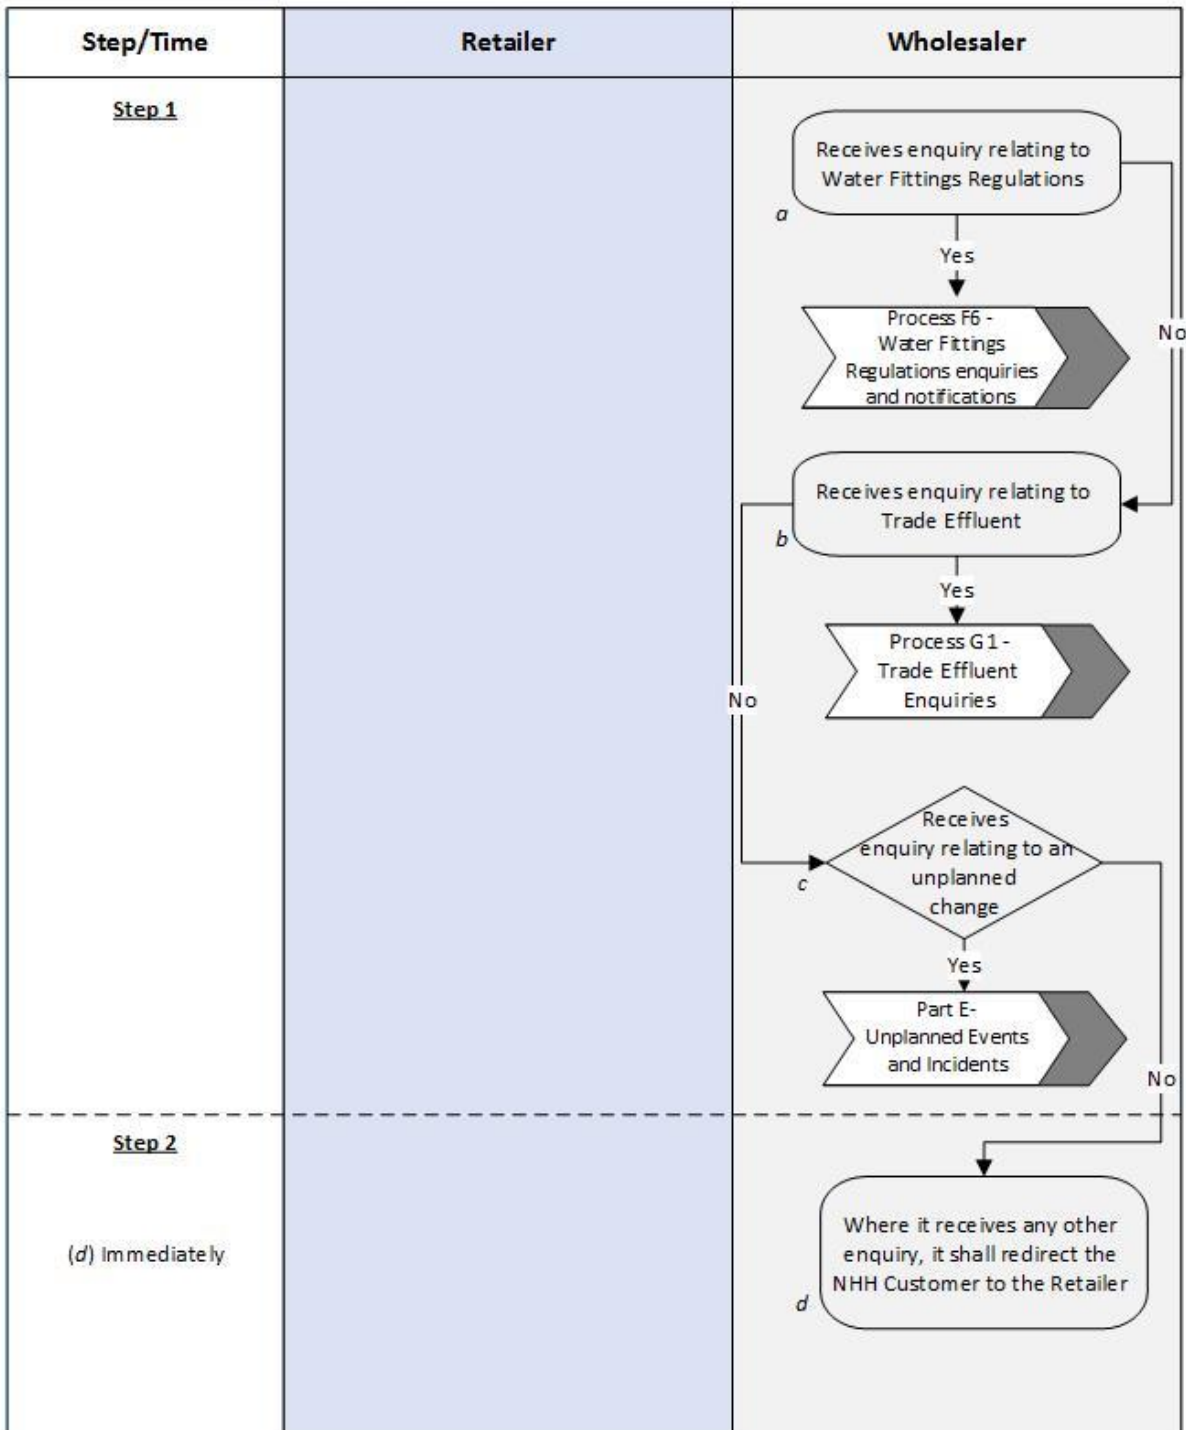 Step/Time
Retailer
Wholesaler
Step 1
Receives enquiry relating to
Water Fittings Regulations
a
Yes
No
Process F6 -
Water Fittings
Regulations enquiries
and notifications
Receives enquiry relating to
Trade Effluent
b
Yes
Process G1 -
Trade Effluent
Enquiries
No
Receives
enquiry relating to an
unplanned
change
c
Yes
Part E-
Unplanned Events
and Incidents
No
Step 2
(d) Immediately
Where it receives any other
enquiry, it shall redirect the
NHH Customer to the Retailer
d